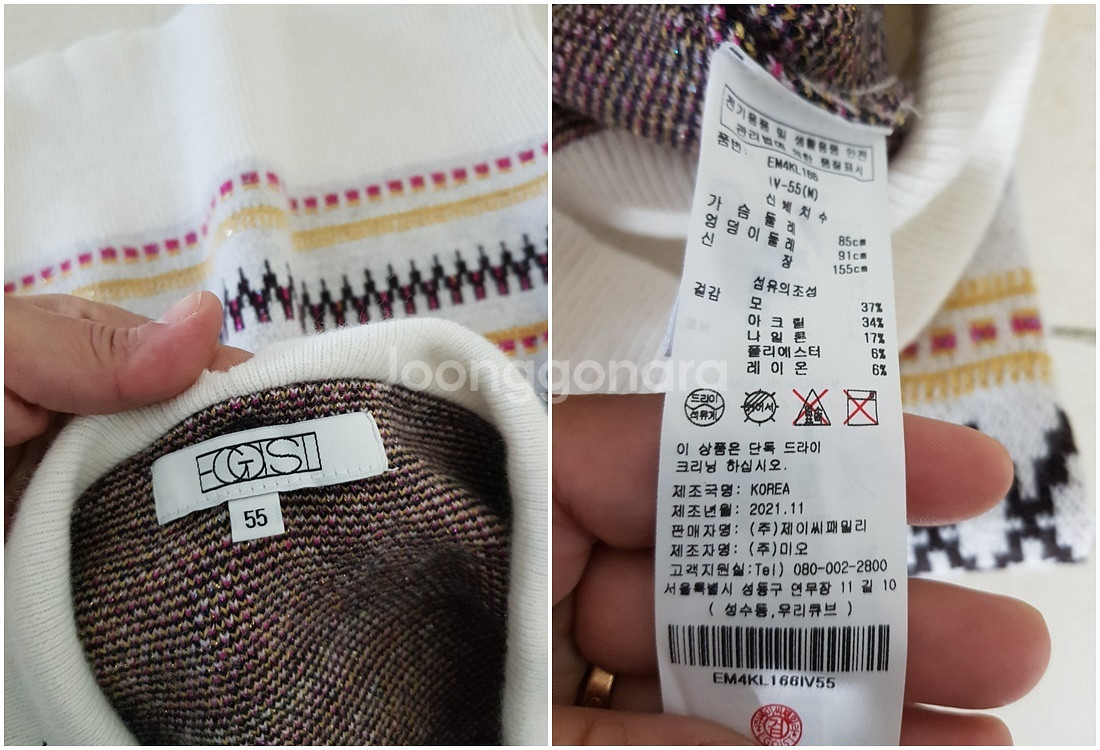 EGOIST
55
Joonggonara
전기용품 및 생활용품 안전
관리법에 의한 품질표시
품번:
EM4KL166
IV-55(M)
신체치수
가슴둘레 85cm
엉덩이둘레 91cm
신장 155cm
섬유의조성
겉감 모 37%
아크릴 34%
나일론 17%
폴리에스터 6%
레이온 6%
드라이
석유계
이 상품은 단독 드라이
크리닝 하십시오.
제조국명: KOREA
제조년월: 2021.11
판매자명: (주)제이씨패밀리
제조자명: (주)미오
고객지원실:Tel) 080-002-2800
서울특별시 성동구 연무장 11 길 10
( 성수동,우리큐브 )
EM4KL166IV55